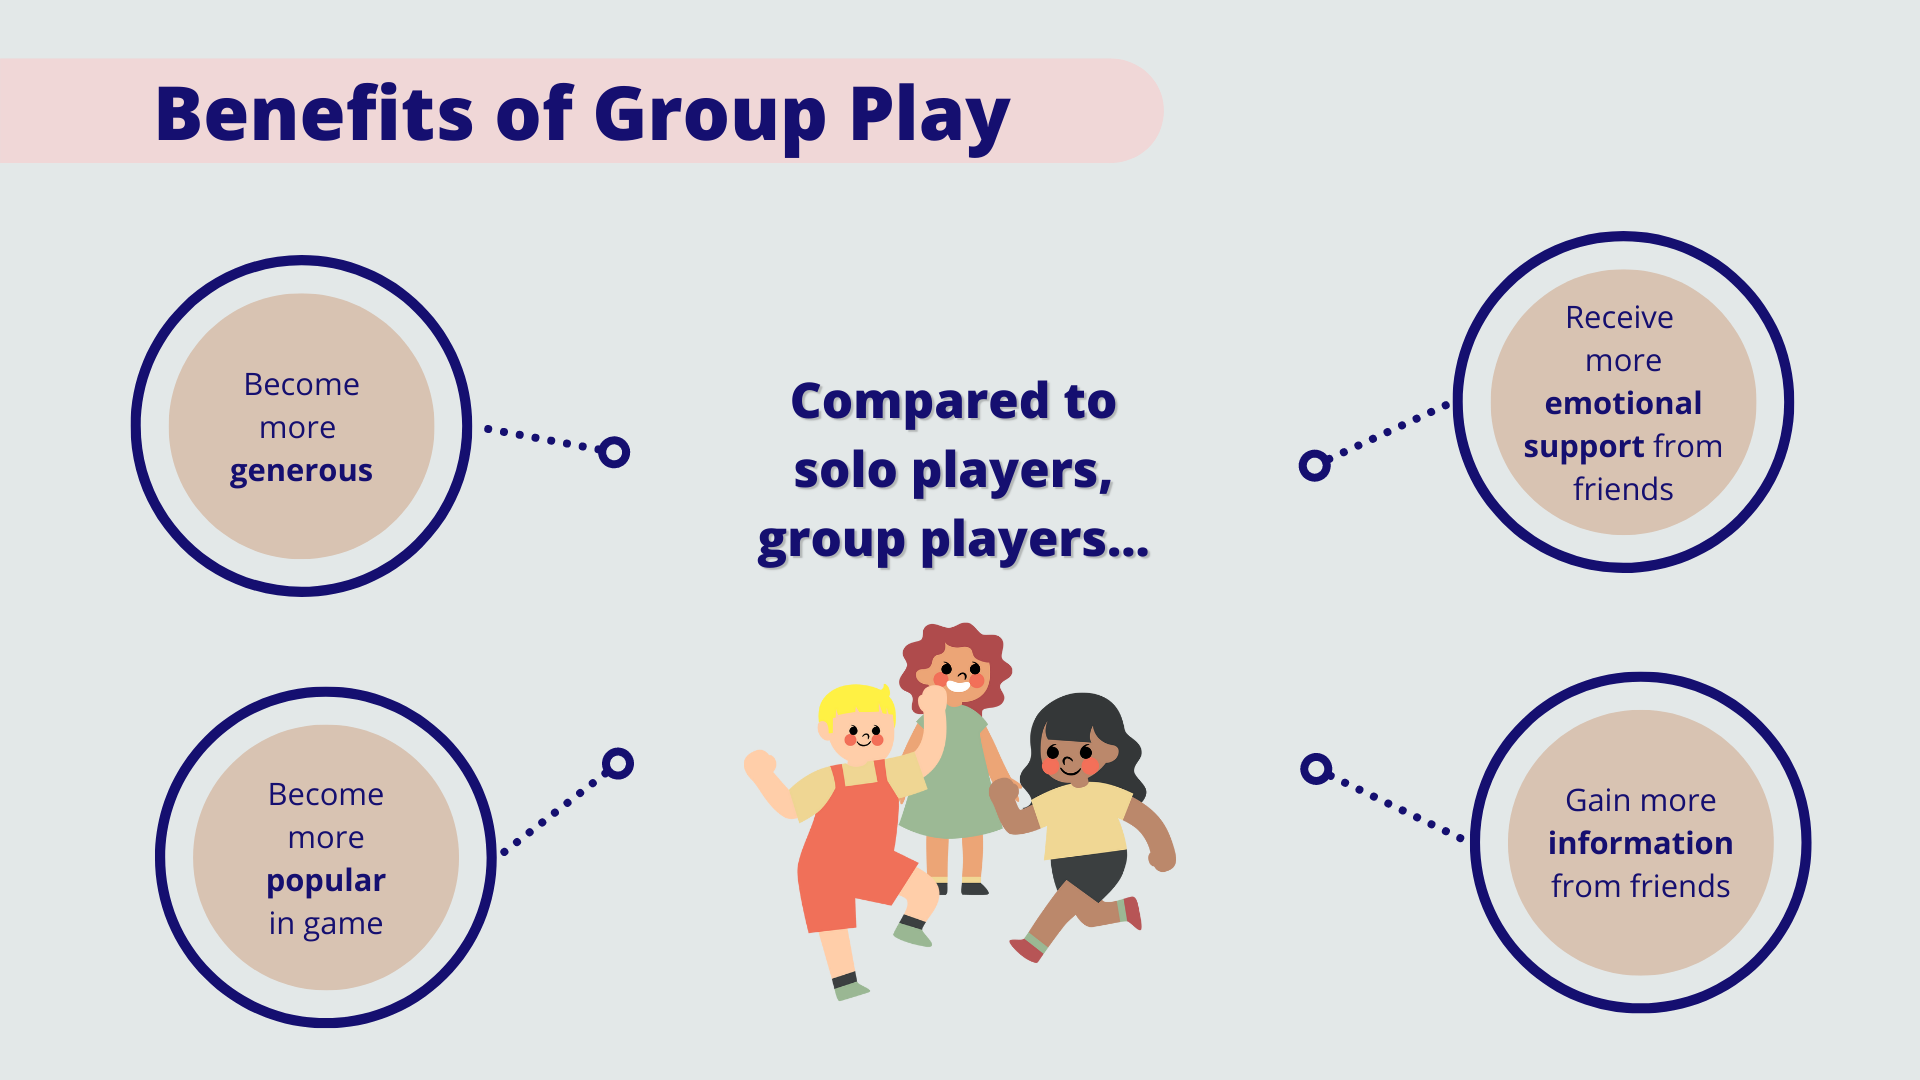 Benefits of Group Play
Become
more
generous
Compared to
solo players,
group players...
Receive
more
emotional
support from
friends
Become
more
popular
in game
Gain more
information
from friends